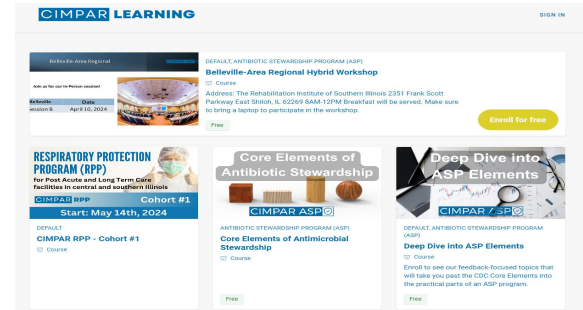 CIMPAR LEARNING
SIGN IN
Belleville-Area Regional
Join us for our In-Person session!
Belleville Date
Session B April 10, 2024
DEFAULT, ANTIBIOTIC STEWARDSHIP PROGRAM (ASP)
Belleville-Area Regional Hybrid Workshop
Course
Address: The Rehabilitation Institute of Southern Illinois 2351 Frank Scott
Parkway East Shiloh, IL 62269 8AM-12PM Breakfast will be served. Make sure
to bring a laptop to participate in the workshop.
Free
Enroll for free
RESPIRATORY PROTECTION
PROGRAM (RPP)
for Post Acute and Long Term Care
facilities in central and southern Illinois
CIMPAR RPP Cohort #1
Start: May 14th, 2024
DEFAULT
CIMPAR RPP - Cohort #1
Course
Core Elements of
Antibiotic Stewardship
CIMPAR ASP
ANTIBIOTIC STEWARDSHIP PROGRAM (ASP)
Core Elements of Antimicrobial
Stewardship
Course
Free
Deep Dive into
ASP Elements
CIMPAR ASP
DEFAULT, ANTIBIOTIC STEWARDSHIP PROGRAM
(ASP)
Deep Dive into ASP Elements
Course
Enroll to see our feedback-focused topics that
will take you past the CDC Core Elements into
the practical parts of an ASP program.
Free